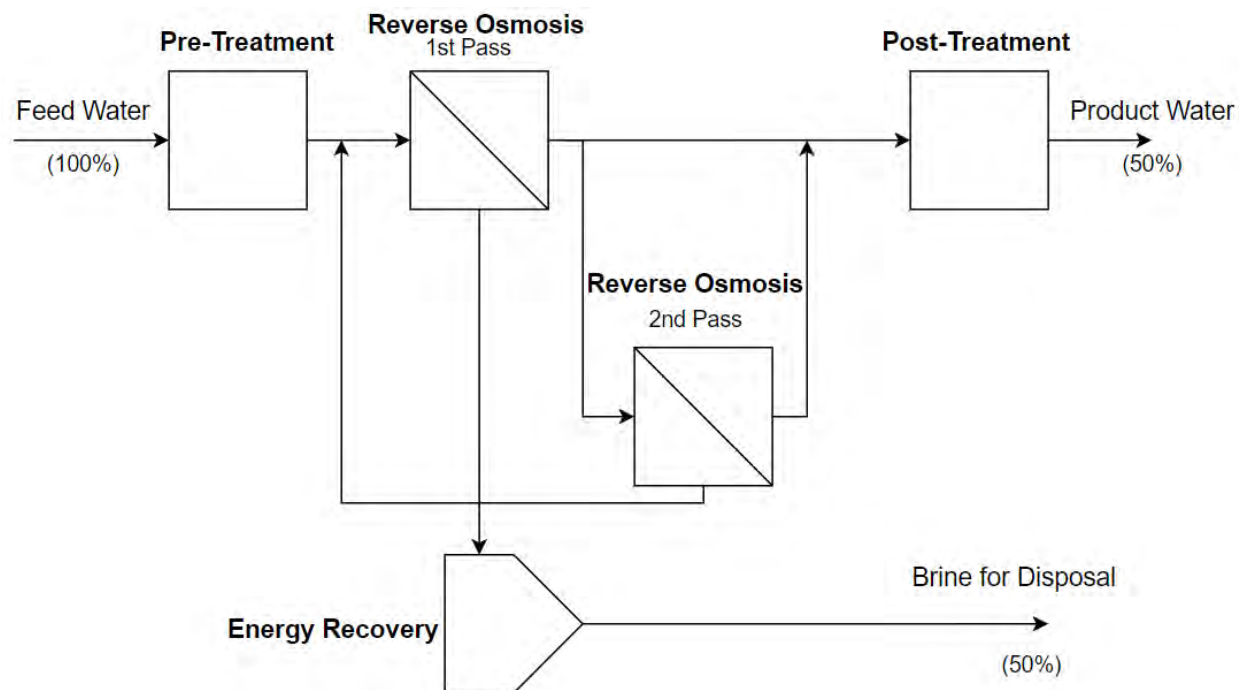 Pre-Treatment
Reverse Osmosis
1st Pass
Post-Treatment
Feed Water
(100%)
Product Water
(50%)
Reverse Osmosis
2nd Pass
Energy Recovery
Brine for Disposal
(50%)